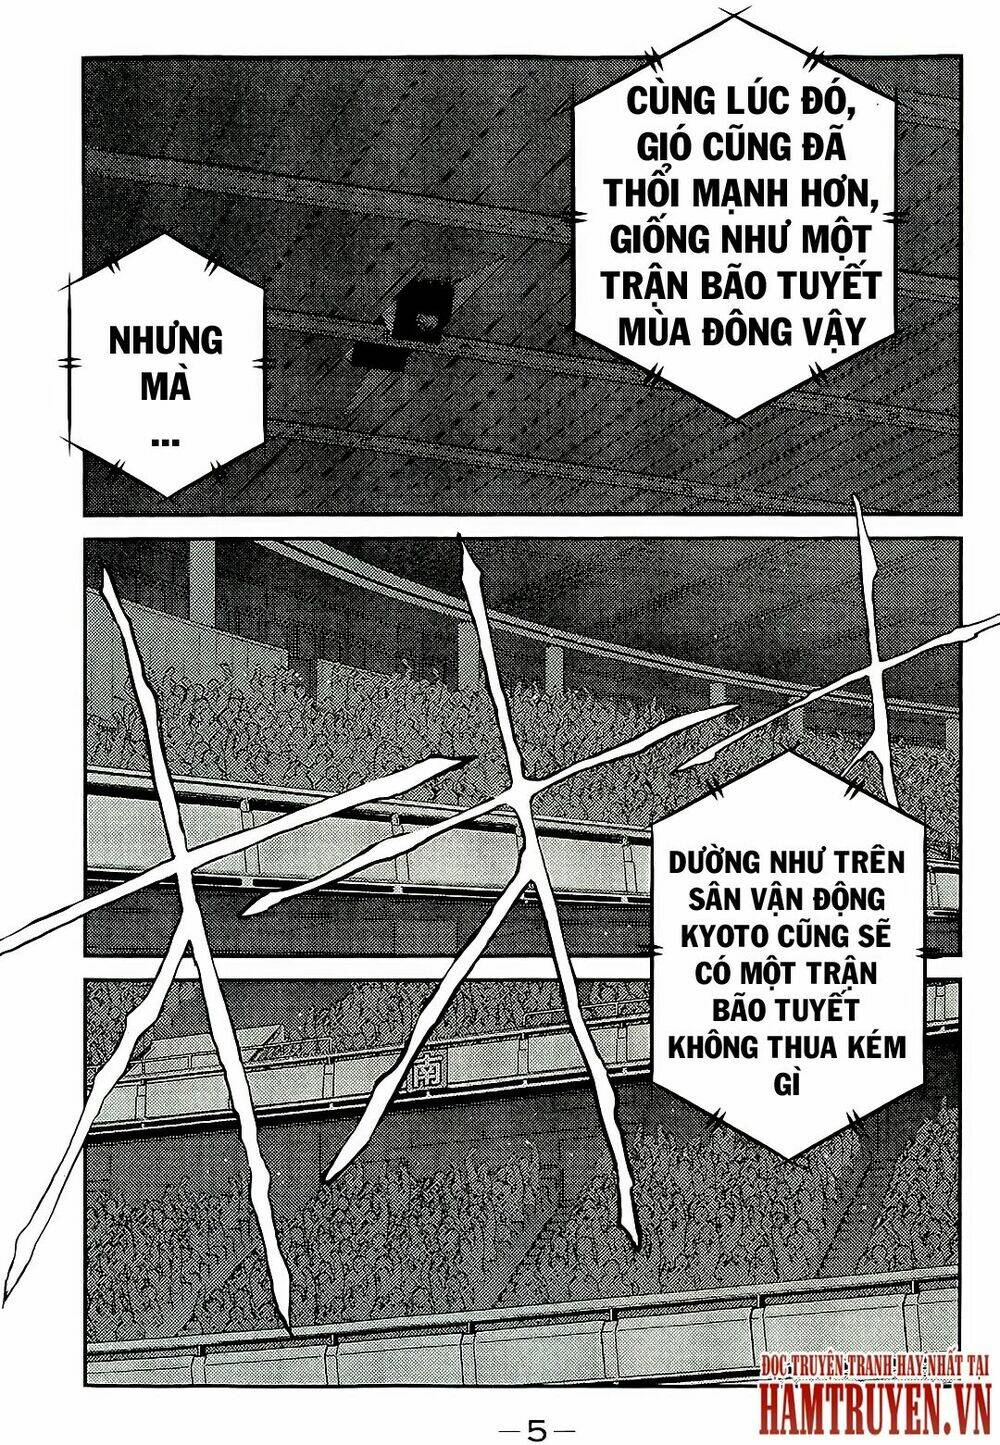 CÙNG LÚC ĐÓ,
GIÓ CŨNG ĐÃ
THỔI MẠNH HƠN,
GIỐNG NHƯ MỘT
TRẬN BÃO TUYẾT
MÙA ĐÔNG VẬY
NHƯNG
MÀ
...
DƯỜNG NHƯ TRÊN
SÂN VẬN ĐỘNG
KYOTO CŨNG SẼ
CÓ MỘT TRẬN
BÃO TUYẾT
KHÔNG THUA KÉM
GÌ
南
ĐỌC TRUYỆN TRANH HAY NHẤT TẠI
HAMTRUYEN.VN
—5—